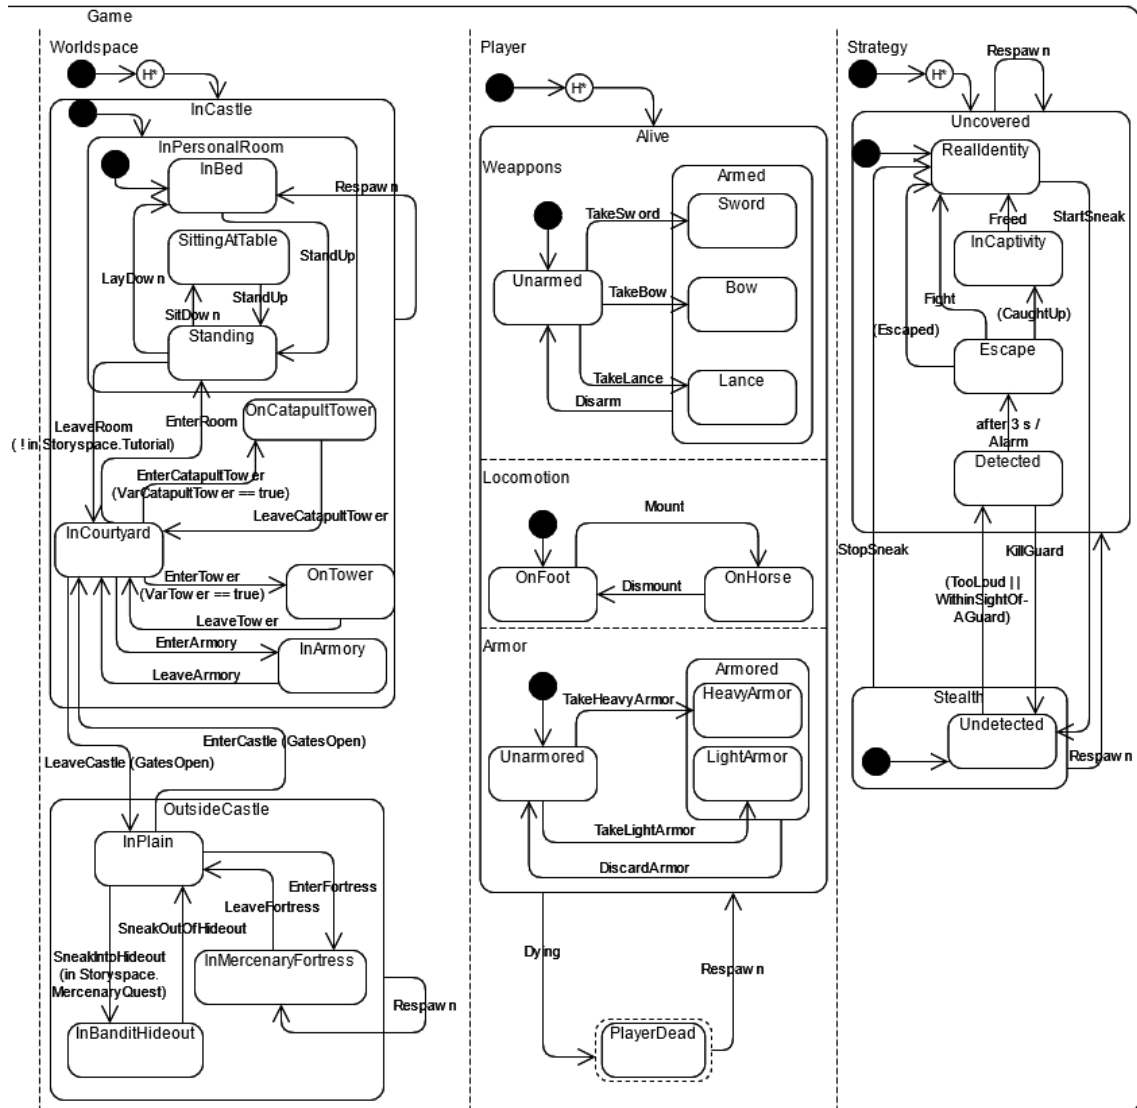 Game
Worldspace
H*
InCastle
InPersonalRoom
InBed
Respawn
SittingAtTable
StandUp
LayDown
StandUp
SitDown
Standing
LeaveRoom
( ! in Storyspace.Tutorial)
EnterRoom
OnCatapultTower
EnterCatapultTower
(VarCatapultTower == true)
LeaveCatapultTower
InCourtyard
EnterTower
(VarTower == true)
OnTower
LeaveTower
EnterArmory
InArmory
LeaveArmory
EnterCastle (GatesOpen)
LeaveCastle (GatesOpen)
OutsideCastle
InPlain
EnterFortress
LeaveFortress
SneakOutOfHideout
SneakIntoHideout
(in Storyspace.
MercenaryQuest)
InMercenaryFortress
Respawn
InBanditHideout
Player
H*
Alive
Weappons
Armed
Sword
TakeSword
Unarmed
TakeBow
Bow
TakeLance
Lance
Disarm
Locomotion
Mount
OnFoot
Dismount
OnHorse
Armor
Armored
TakeHeavyArmor
HeavyArmor
Unarmored
LightArmor
TakeLightArmor
DiscardArmor
Dying
Respawn
PlayerDead
Strategy
H*
Respawn
Uncovered
RealIdentity
Freed
StartSneak
InCaptivity
Fight
(CaughtUp)
(Escaped)
Escape
after 3 s /
Alarm
Detected
StopSneak
KillGuard
(TooLoud ||
WithinSightOf-
AGuard)
Stealth
Undetected
Respawn